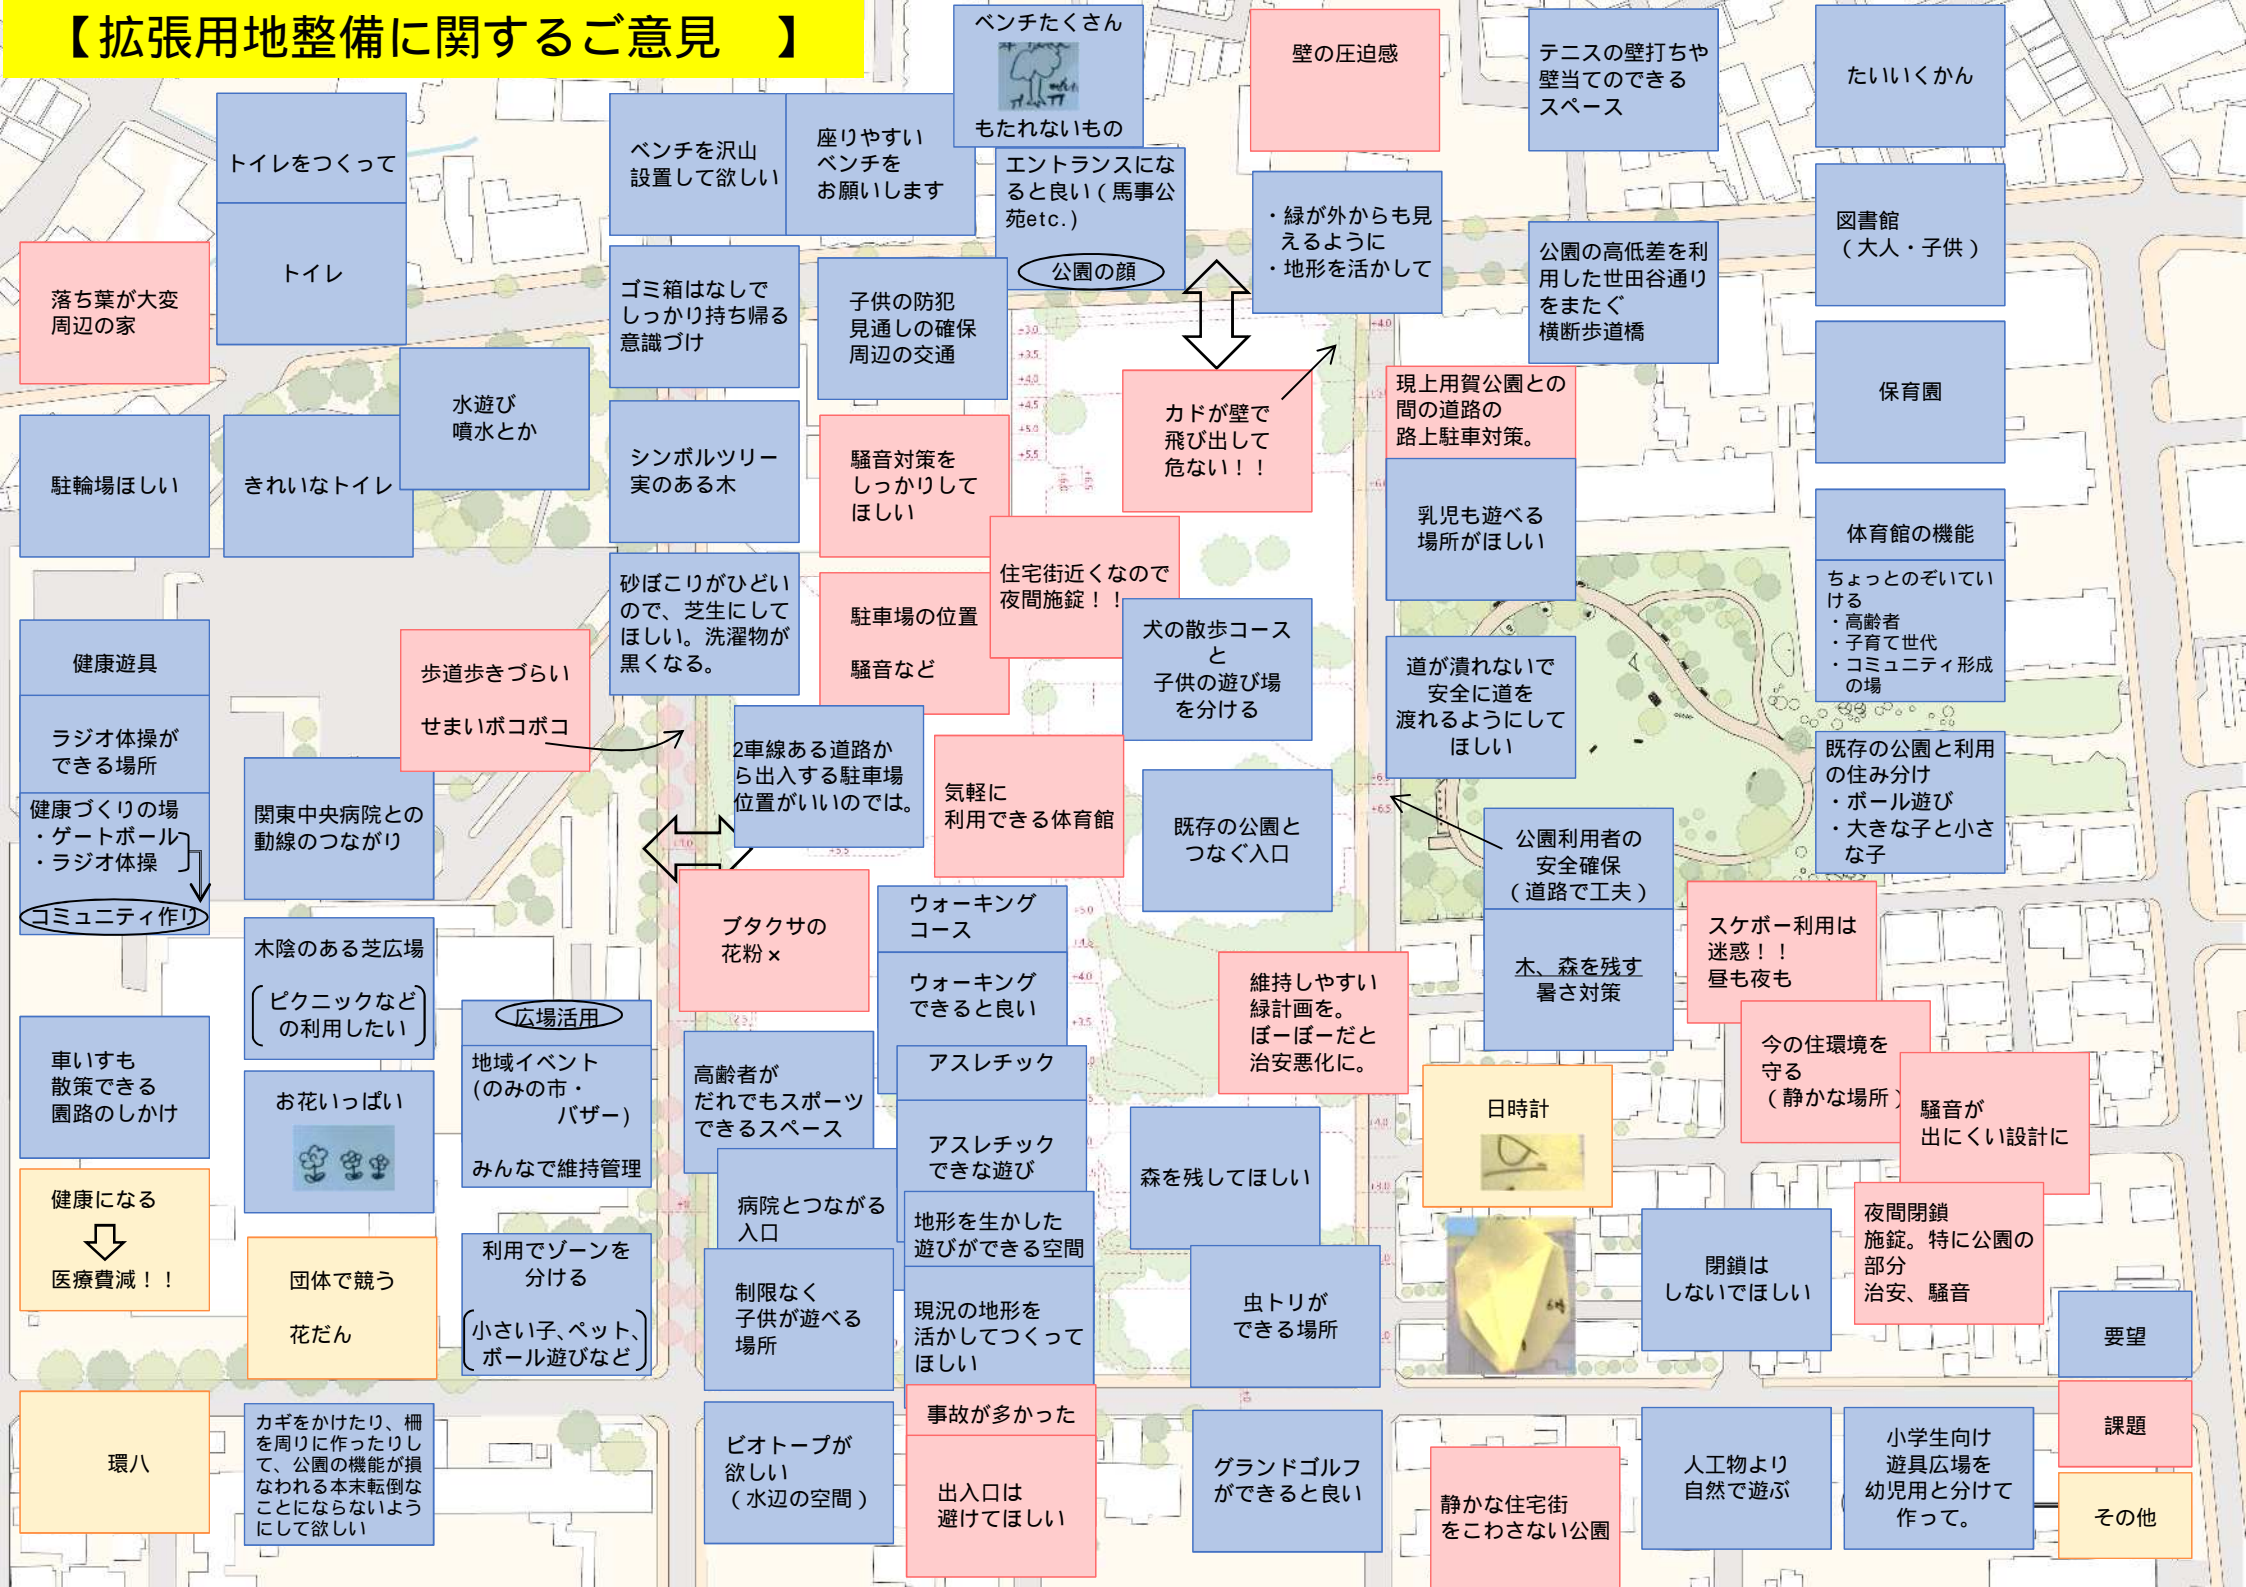 【拡張用地整備に関するご意見　】
ベンチたくさん
もたれないもの
壁の圧迫感
テニスの壁打ちや
壁当てのできる
スペース
たいいくかん
トイレをつくって
トイレ
ベンチを沢山
設置して欲しい
座りやすい
ベンチを
お願いします
エントランスにな
ると良い（馬事公
苑etc.）
公園の顔
・緑が外からも見
えるように
・地形を活かして
公園の高低差を利
用した世田谷通り
をまたぐ
横断歩道橋
図書館
（大人・子供）
落ち葉が大変
周辺の家
ゴミ箱はなしで
しっかり持ち帰る
意識づけ
子供の防犯
見通しの確保
周辺の交通
保育園
水遊び
噴水とか
カドが壁で
飛び出して
危ない！！
現上用賀公園との
間の道路の
路上駐車対策。
駐輪場ほしい
きれいなトイレ
シンボルツリー
実のある木
騒音対策を
しっかりして
ほしい
乳児も遊べる
場所がほしい
体育館の機能
ちょっとのぞいてい
ける
・高齢者
・子育て世代
・コミュニティ形成
の場
砂ぼこりがひどい
ので、芝生にして
ほしい。洗濯物が
黒くなる。
駐車場の位置
騒音など
住宅街近くなので
夜間施錠！！
犬の散歩コース
と
子供の遊び場
を分ける
道が潰れないで
安全に道を
渡れるようにして
ほしい
健康遊具
歩道歩きづらい
せまいボコボコ
ラジオ体操が
できる場所
2車線ある道路か
ら出入する駐車場
位置がいいのでは。
気軽に
利用できる体育館
既存の公園と
つなぐ入口
既存の公園と利用
の住み分け
・ボール遊び
・大きな子と小さ
な子
健康づくりの場
・ゲートボール
・ラジオ体操
コミュニティ作り
関東中央病院との
動線のつながり
公園利用者の
安全確保
（道路で工夫）
ブタクサの
花粉×
ウォーキング
コース
ウォーキング
できると良い
木、森を残す
暑さ対策
スケボー利用は
迷惑！！
昼も夜も
木陰のある芝広場
ピクニックなど
の利用したい
維持しやすい
緑計画を。
ぼーぼーだと
治安悪化に。
今の住環境を
守る
（静かな場所）
車いすも
散策できる
園路のしかけ
広場活用
地域イベント
(のみの市・
バザー)
みんなで維持管理
お花いっぱい
高齢者が
だれでもスポーツ
できるスペース
アスレチック
アスレチック
できな遊び
日時計
騒音が
出にくい設計に
森を残してほしい
健康になる
医療費減！！
団体で競う
花だん
利用でゾーンを
分ける
小さい子、ペット、
ボール遊びなど
病院とつながる
入口
地形を生かした
遊びができる空間
制限なく
子供が遊べる
場所
現況の地形を
活かしてつくって
ほしい
虫トリが
できる場所
閉鎖は
しないでほしい
夜間閉鎖
施錠。特に公園の
部分
治安、騒音
要望
課題
その他
環八
カギをかけたり、柵
を周りに作ったりし
て、公園の機能が損
なわれる本末転倒な
ことにならないよう
にして欲しい
ビオトープが
欲しい
（水辺の空間）
事故が多かった
出入口は
避けてほしい
グランドゴルフ
ができると良い
静かな住宅街
をこわさない公園
人工物より
自然で遊ぶ
小学生向け
遊具広場を
幼児用と分けて
作って。